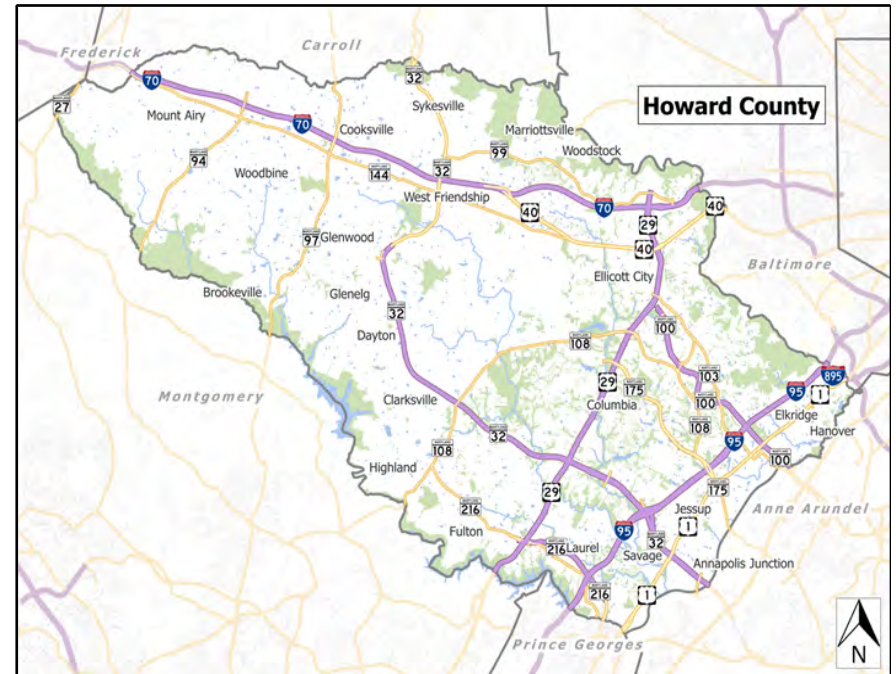 Frederick
Carroll
Howard County
70
32
27
Mount Airy
70
Sykesville
Cooksville
Marriottsville
94
99
Woodstock
Woodbine
144
32
West Friendship
70
40
40
29
97
Glenwood
40
Baltimore
Ellicott City
Brookeville
Glenelg
32
100
Dayton
108
103
895
Montgomery
29
175
95
1
Clarksville
Columbia
100
Elkridge
Hanover
108
32
108
95
100
Highland
175
29
216
Jessup
Anne Arundel
Fulton
95
1
216
Laurel
Savage
32
Annapolis Junction
216
1
Prince Georges
N